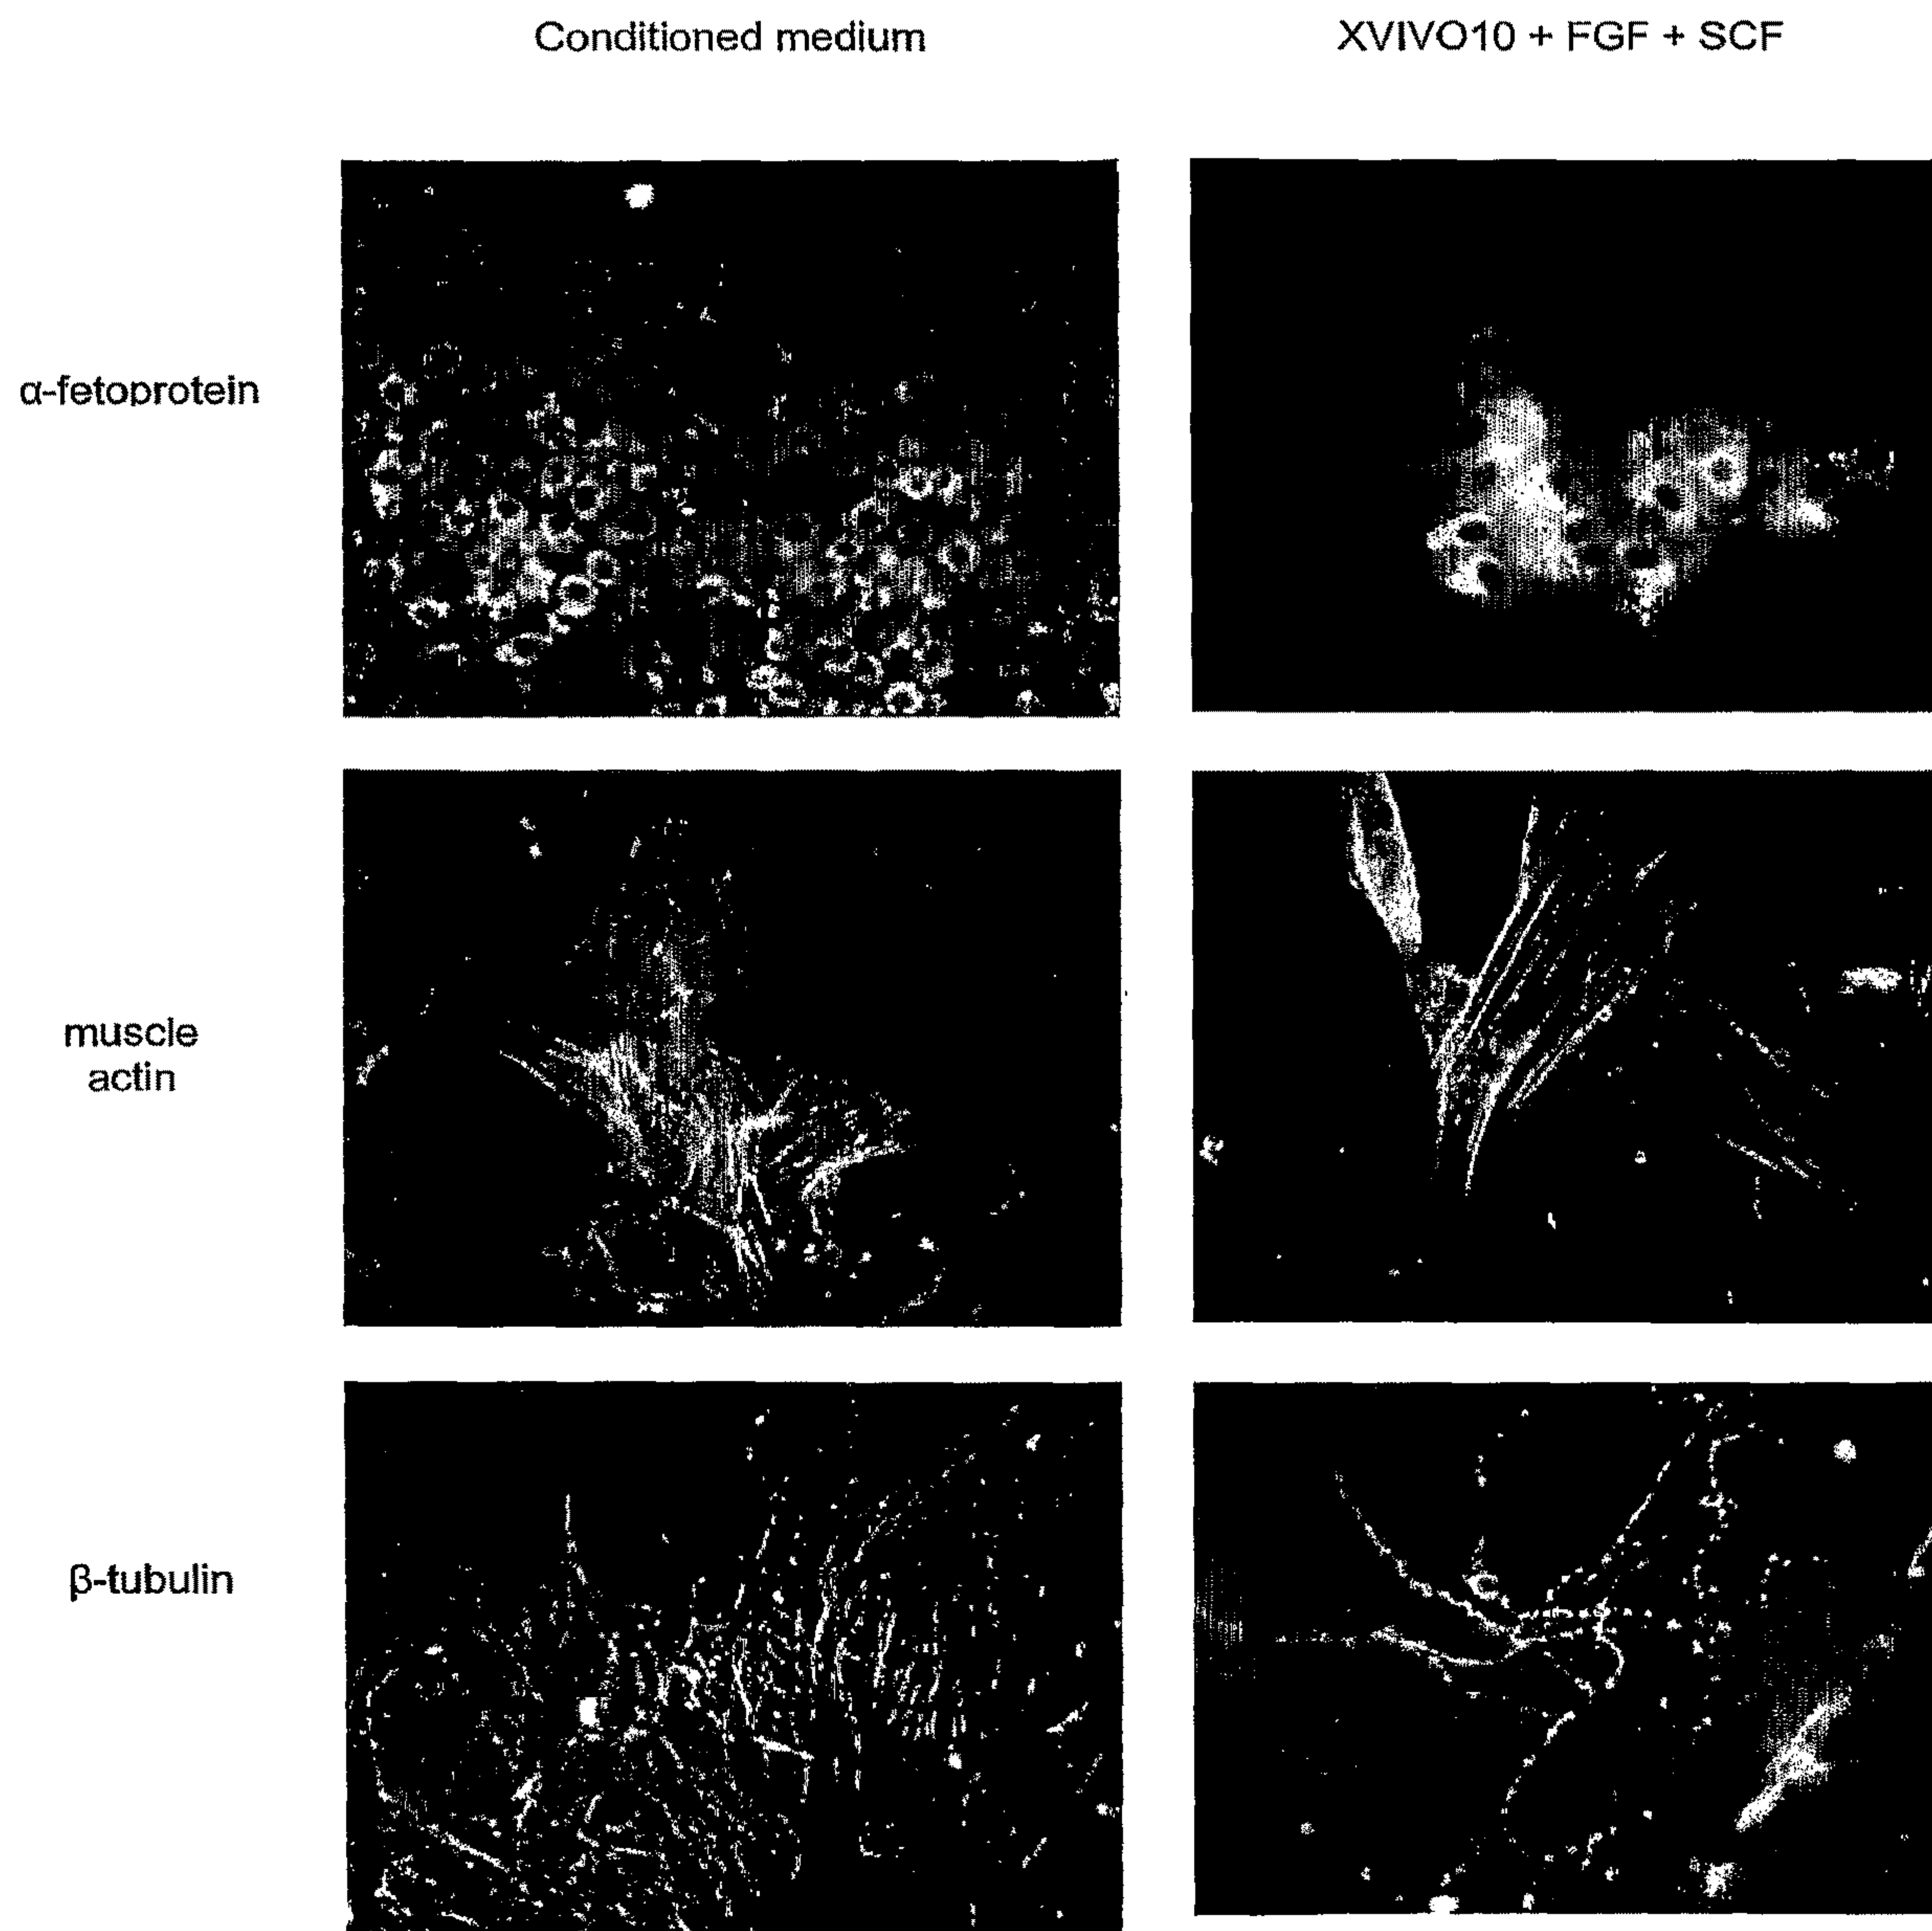 Conditioned medium
XVIVO10 + FGF + SCF
α-fetoprotein
muscle
actin
β-tubulin